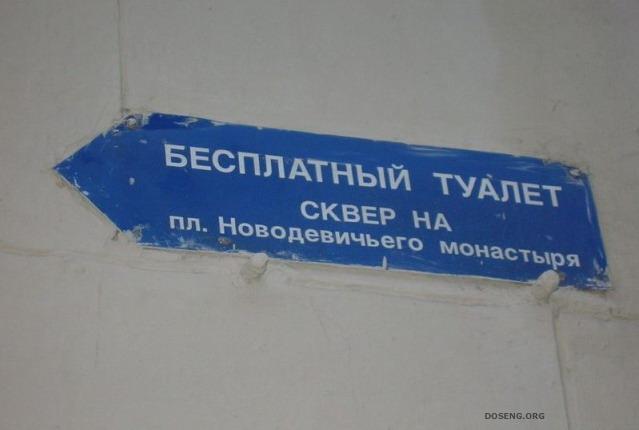 БЕСПЛАТНЫЙ ТУАЛЕТ
СКВЕР НА
пл. Новодевичьего монастыря
DOSENG.ORG